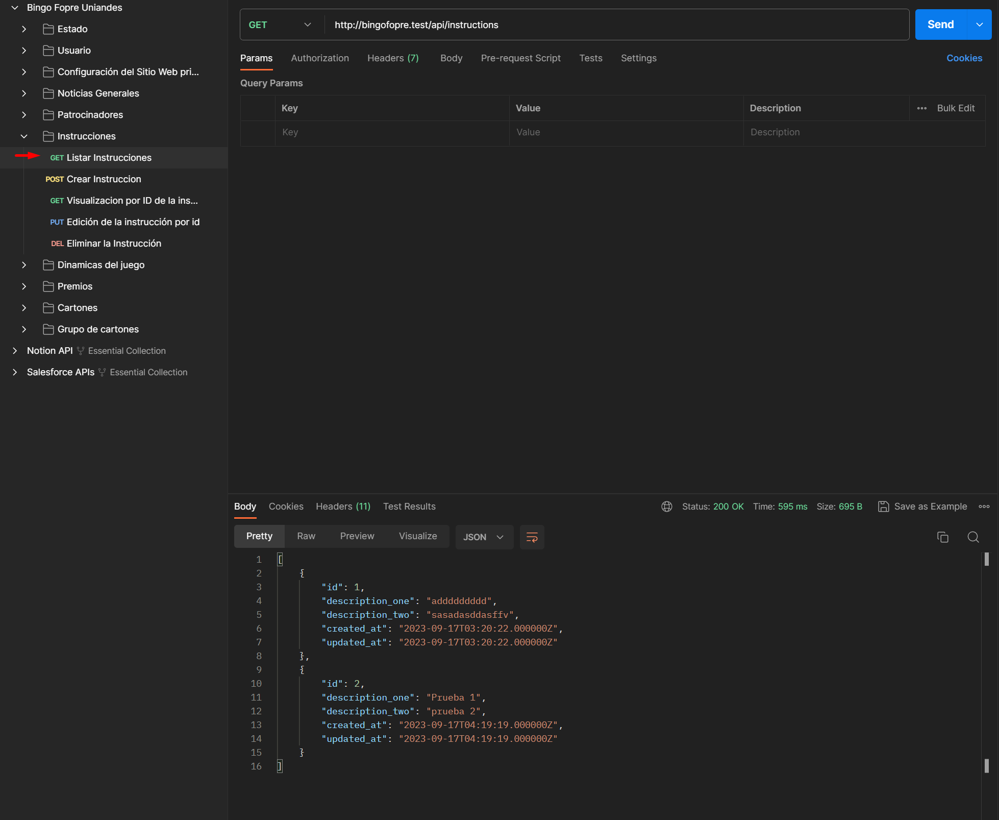 Bingo Fopre Uniandes
Estado
Usuario
Configuración del Sitio Web pri...
Noticias Generales
Patrocinadores
Instrucciones
GET Listar Instrucciones
POST Crear Instruccion
GET Visualizacion por ID de la ins...
PUT Edición de la instrucción por id
DEL Eliminar la Instrucción
Dinamicas del juego
Premios
Cartones
Grupo de cartones
Notion API Essential Collection
Salesforce APIs Essential Collection
GET http://bingofopre.test/api/instructions Send
Params Authorization Headers (7) Body Pre-request Script Tests Settings Cookies
Query Params
Key Value Description ••• Bulk Edit
Key Value Description
Body Cookies Headers (11) Test Results Status: 200 OK Time: 595 ms Size: 695 B Save as Example
Pretty Raw Preview Visualize JSON
1 [
2 {
3 "id": 1,
4 "description_one": "addddddddd",
5 "description_two": "sasadasddasffv",
6 "created_at": "2023-09-17T03:20:22.000000Z",
7 "updated_at": "2023-09-17T03:20:22.000000Z"
8 },
9 {
10 "id": 2,
11 "description_one": "Prueba 1",
12 "description_two": "prueba 2",
13 "created_at": "2023-09-17T04:19:19.000000Z",
14 "updated_at": "2023-09-17T04:19:19.000000Z"
15 }
16 ]